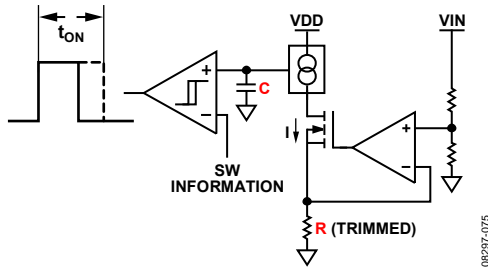 tON
VDD
VIN
+
C
−
I
+
−
SW
INFORMATION
R (TRIMMED)
08297-075